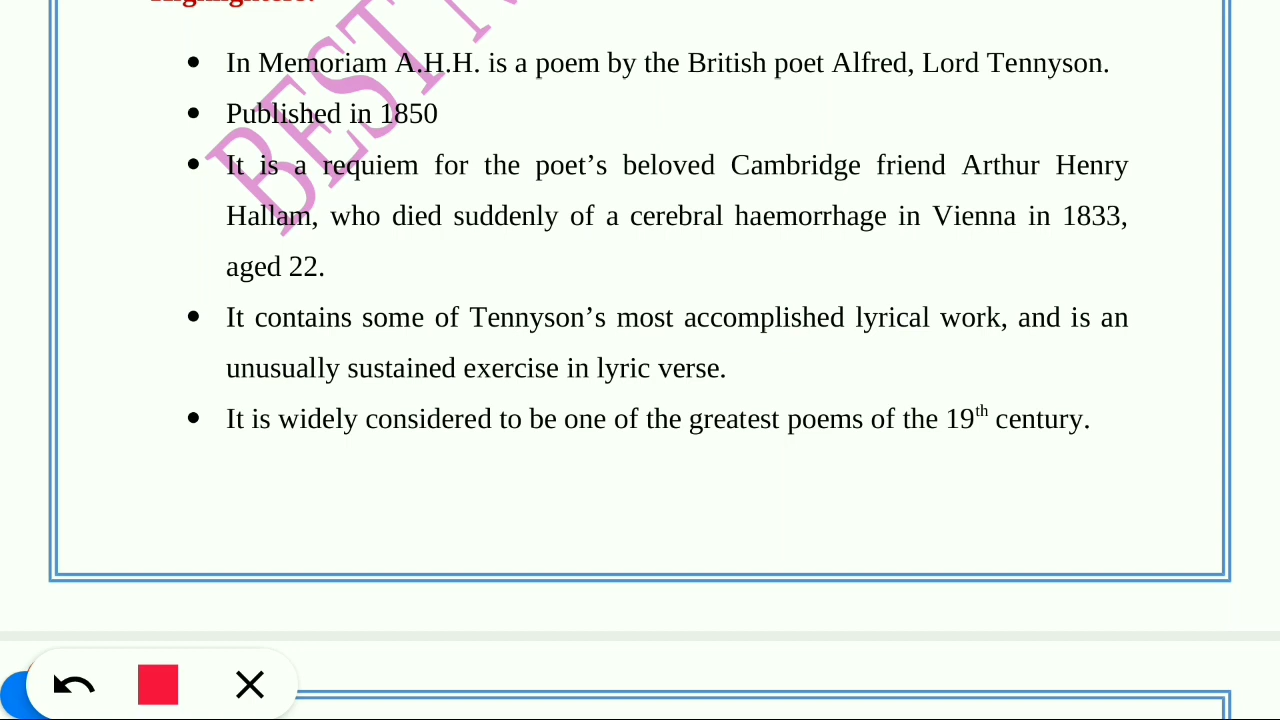 Highlighters:
In Memoriam A.H.H. is a poem by the British poet Alfred, Lord Tennyson.
Published in 1850
It is a requiem for the poet’s beloved Cambridge friend Arthur Henry
Hallam, who died suddenly of a cerebral haemorrhage in Vienna in 1833,
aged 22.
It contains some of Tennyson’s most accomplished lyrical work, and is an
unusually sustained exercise in lyric verse.
It is widely considered to be one of the greatest poems of the 19th century.
BEST N